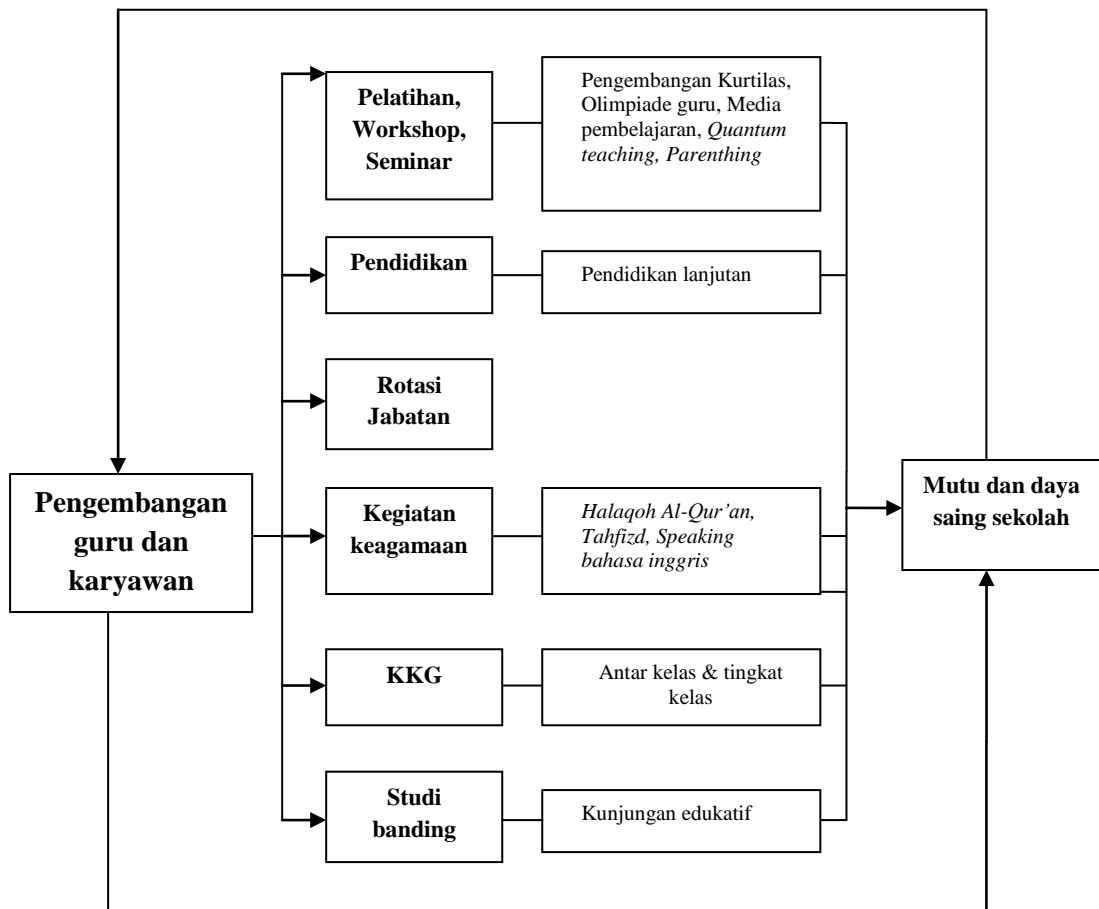 Pelatihan,
Workshop,
Seminar
Pengembangan Kurtilas,
Olimpiade guru, Media
pembelajaran, Quantum
teaching, Parenthing
Pendidikan
Pendidikan lanjutan
Rotasi
Jabatan
Pengembangan
guru dan
karyawan
Kegiatan
keagamaan
Halaqoh Al-Qur’an,
Tahfizd, Speaking
bahasa inggris
Mutu dan daya
saing sekolah
KKG
Antar kelas & tingkat
kelas
Studi
banding
Kunjungan edukatif